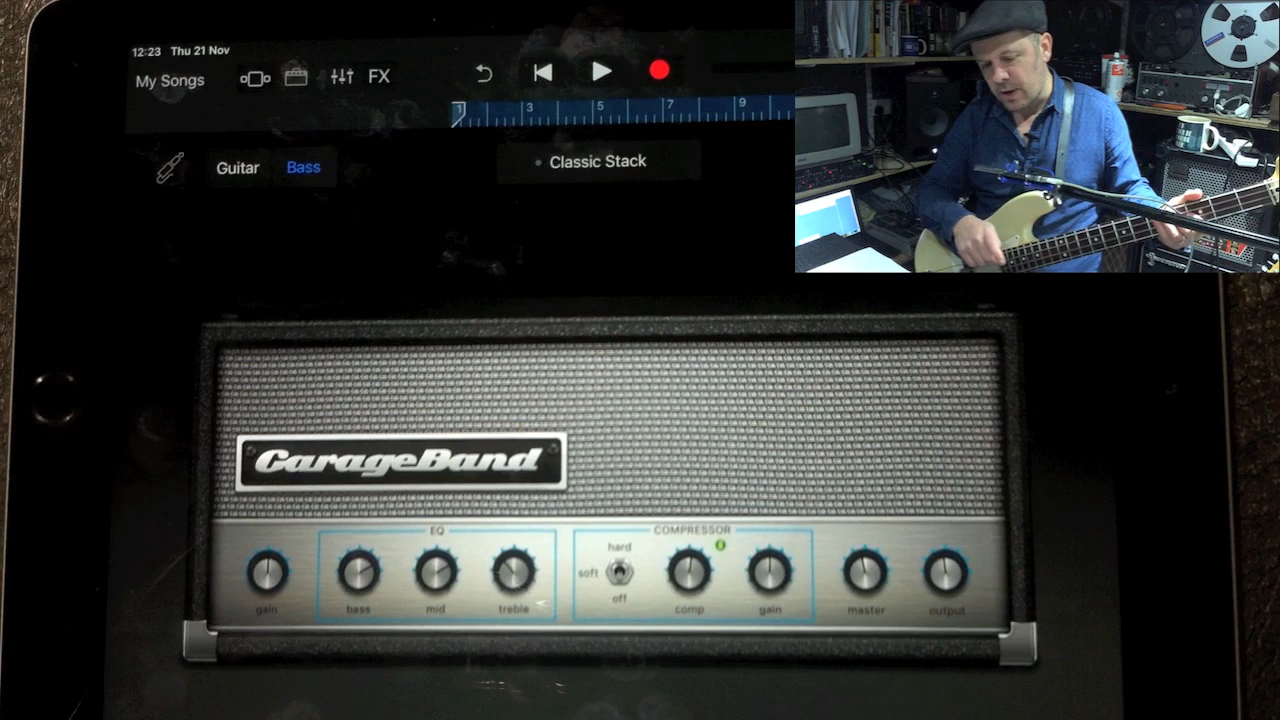 12:23 Thu 21 Nov
My Songs
FX
1 3 5 7 9
Guitar Bass
Classic Stack
GarageBand
EQ
COMPRESSOR
hard
soft
off
gain bass mid treble comp gain master output